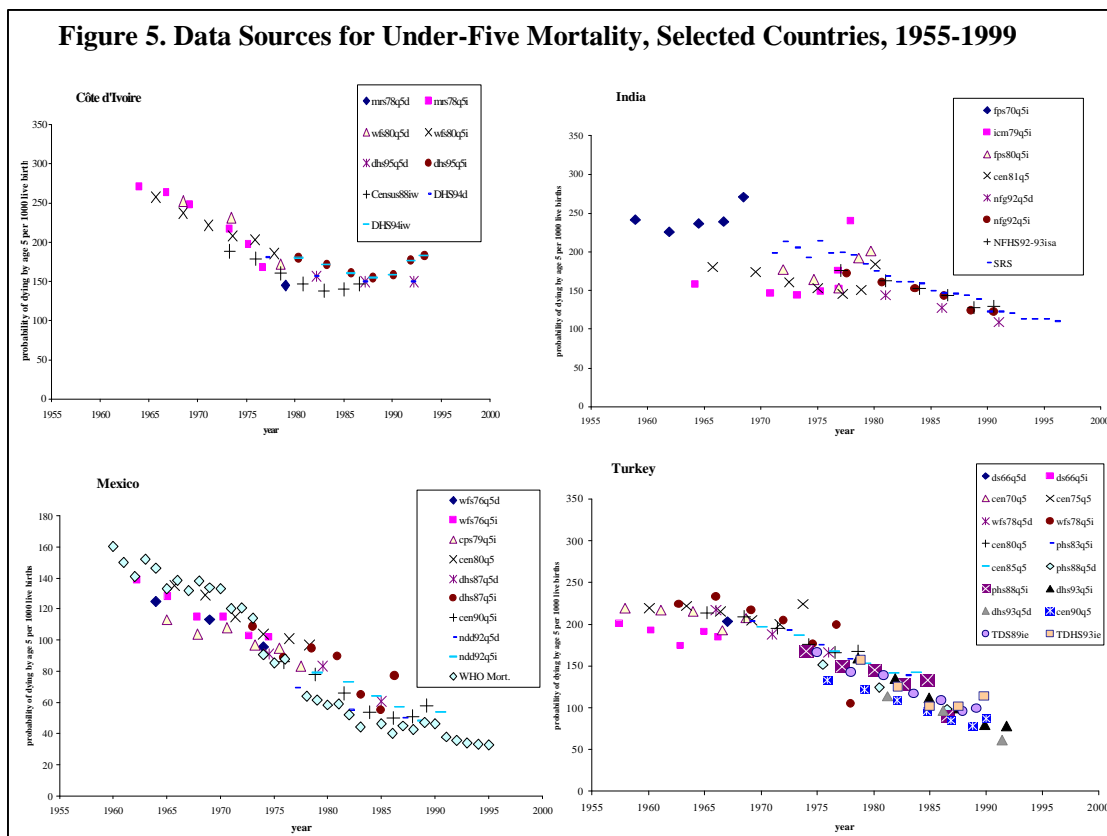 Figure 5. Data Sources for Under-Five Mortality, Selected Countries, 1955-1999
Côte d'Ivoire
mrs78q5d mrs78q5i
wfs80q5d wfs80q5i
dhs95q5d dhs95q5i
Census88iw DHS94d
DHS94iw
probability of dying by age 5 per 1000 live births
350
300
250
200
150
100
50
0
1955 1960 1965 1970 1975 1980 1985 1990 1995 2000
year
India
fps70q5i
icm79q5i
fps80q5i
cen81q5
nfg92q5d
nfg92q5i
NFHS92-93isa
SRS
probability of dying by age 5 per 1000 live births
350
300
250
200
150
100
50
0
1955 1960 1965 1970 1975 1980 1985 1990 1995 2000
year
Mexico
wfs76q5d
wfs76q5i
cps79q5i
cen80q5
dhs87q5d
dhs87q5i
cen90q5i
ndd92q5d
ndd92q5i
WHO Mort.
probability of dying by age 5 per 1000 live births
180
160
140
120
100
80
60
40
20
0
1955 1960 1965 1970 1975 1980 1985 1990 1995 2000
year
Turkey
ds66q5d ds66q5i
cen70q5 cen75q5
wfs78q5d wfs78q5i
cen80q5 phs83q5i
cen85q5 phs88q5d
phs88q5i dhs93q5i
dhs93q5d cen90q5
TDS89ie TDHS93ie
probability of dying by age 5 per 1000 live births
350
300
250
200
150
100
50
0
1955 1960 1965 1970 1975 1980 1985 1990 1995 2000
year